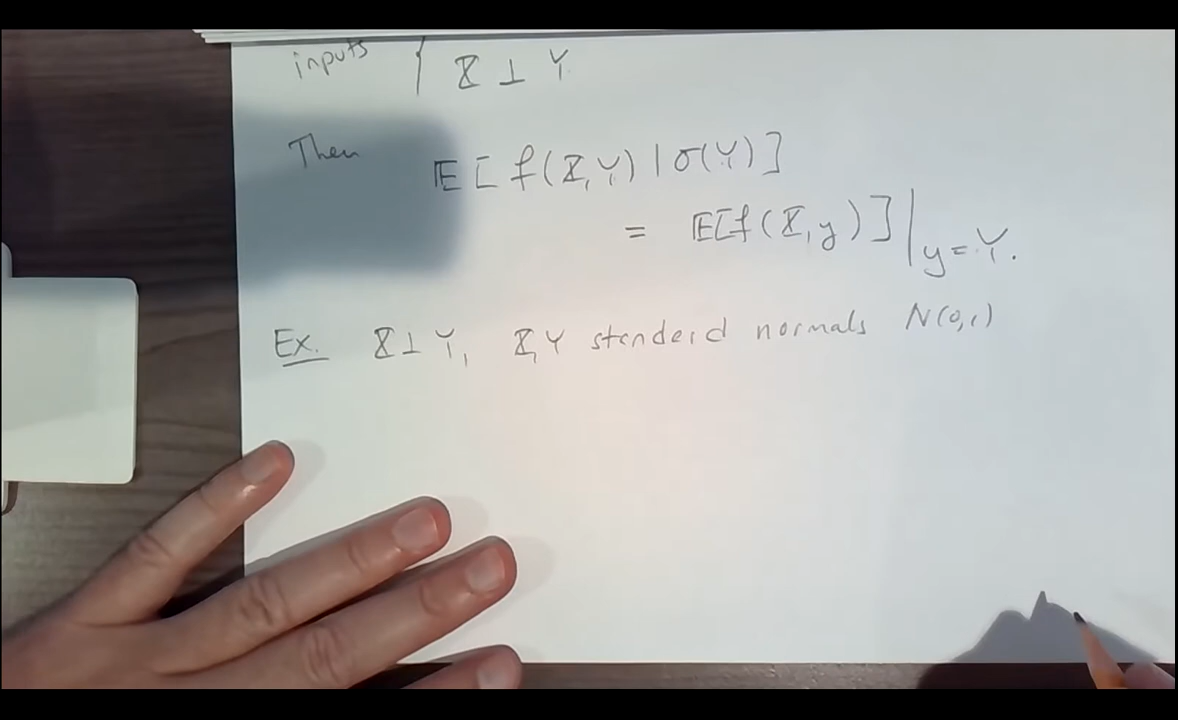 inputs { X ⊥ Y
Then E[f(X,Y)|σ(Y)]
= E[f(X,y)]|y=Y.
Ex. X⊥Y, X,Y standard normals N(0,1)